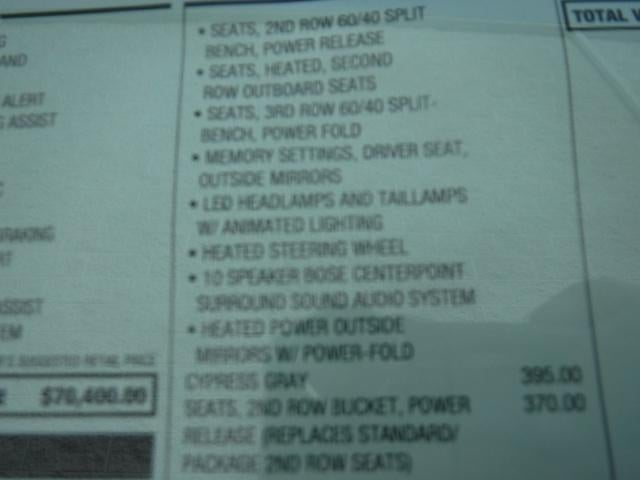 AND
ALERT
ASSIST
BRAKING
ASSIST
SUGGESTED RETAIL PRICE
$70,400.00
• SEATS, 2ND ROW 60/40 SPLIT
BENCH, POWER RELEASE
• SEATS, HEATED, SECOND
ROW OUTBOARD SEATS
• SEATS, 3RD ROW 60/40 SPLIT-
BENCH, POWER FOLD
• MEMORY SETTINGS, DRIVER SEAT,
OUTSIDE MIRRORS
• LED HEADLAMPS AND TAILLAMPS
W/ ANIMATED LIGHTING
• HEATED STEERING WHEEL
• 10 SPEAKER BOSE CENTERPOINT
SURROUND SOUND AUDIO SYSTEM
• HEATED POWER OUTSIDE
MIRRORS W/ POWER-FOLD
CYPRESS GRAY 395.00
SEATS, 2ND ROW BUCKET, POWER 370.00
RELEASE (REPLACES STANDARD/
PACKAGE 2ND ROW SEATS)
TOTAL V